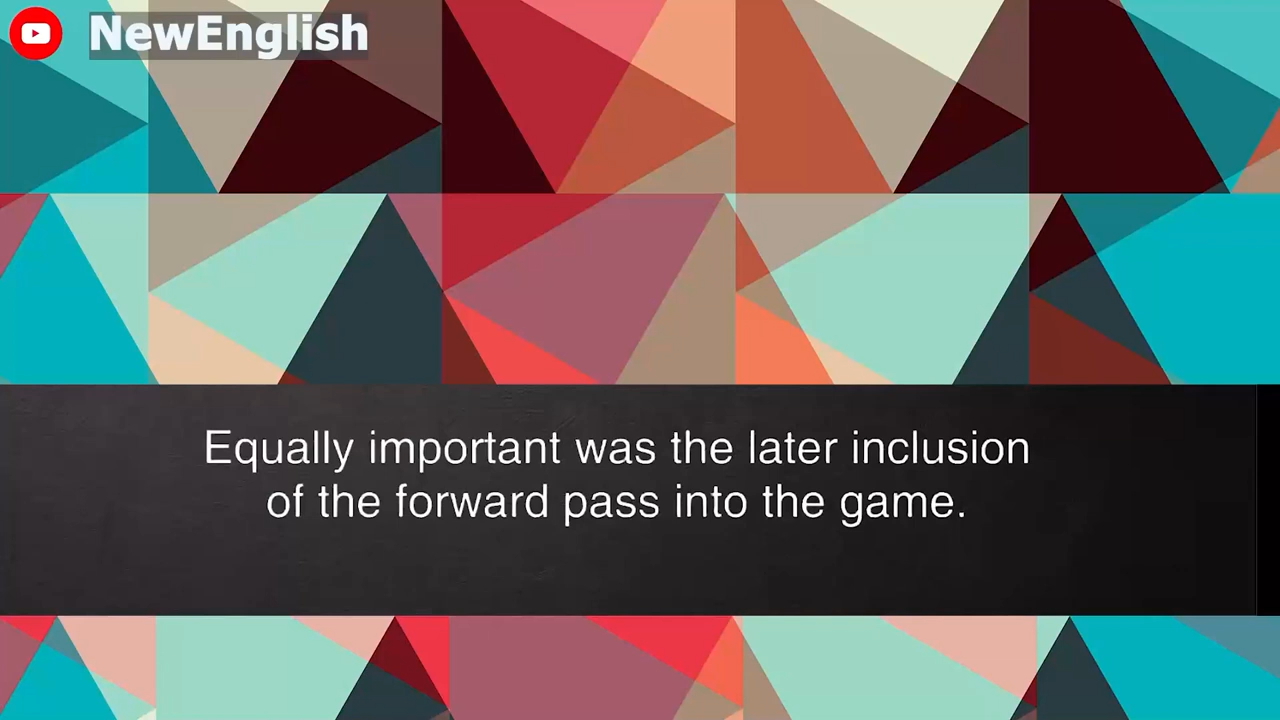 NewEnglish
Equally important was the later inclusion
of the forward pass into the game.